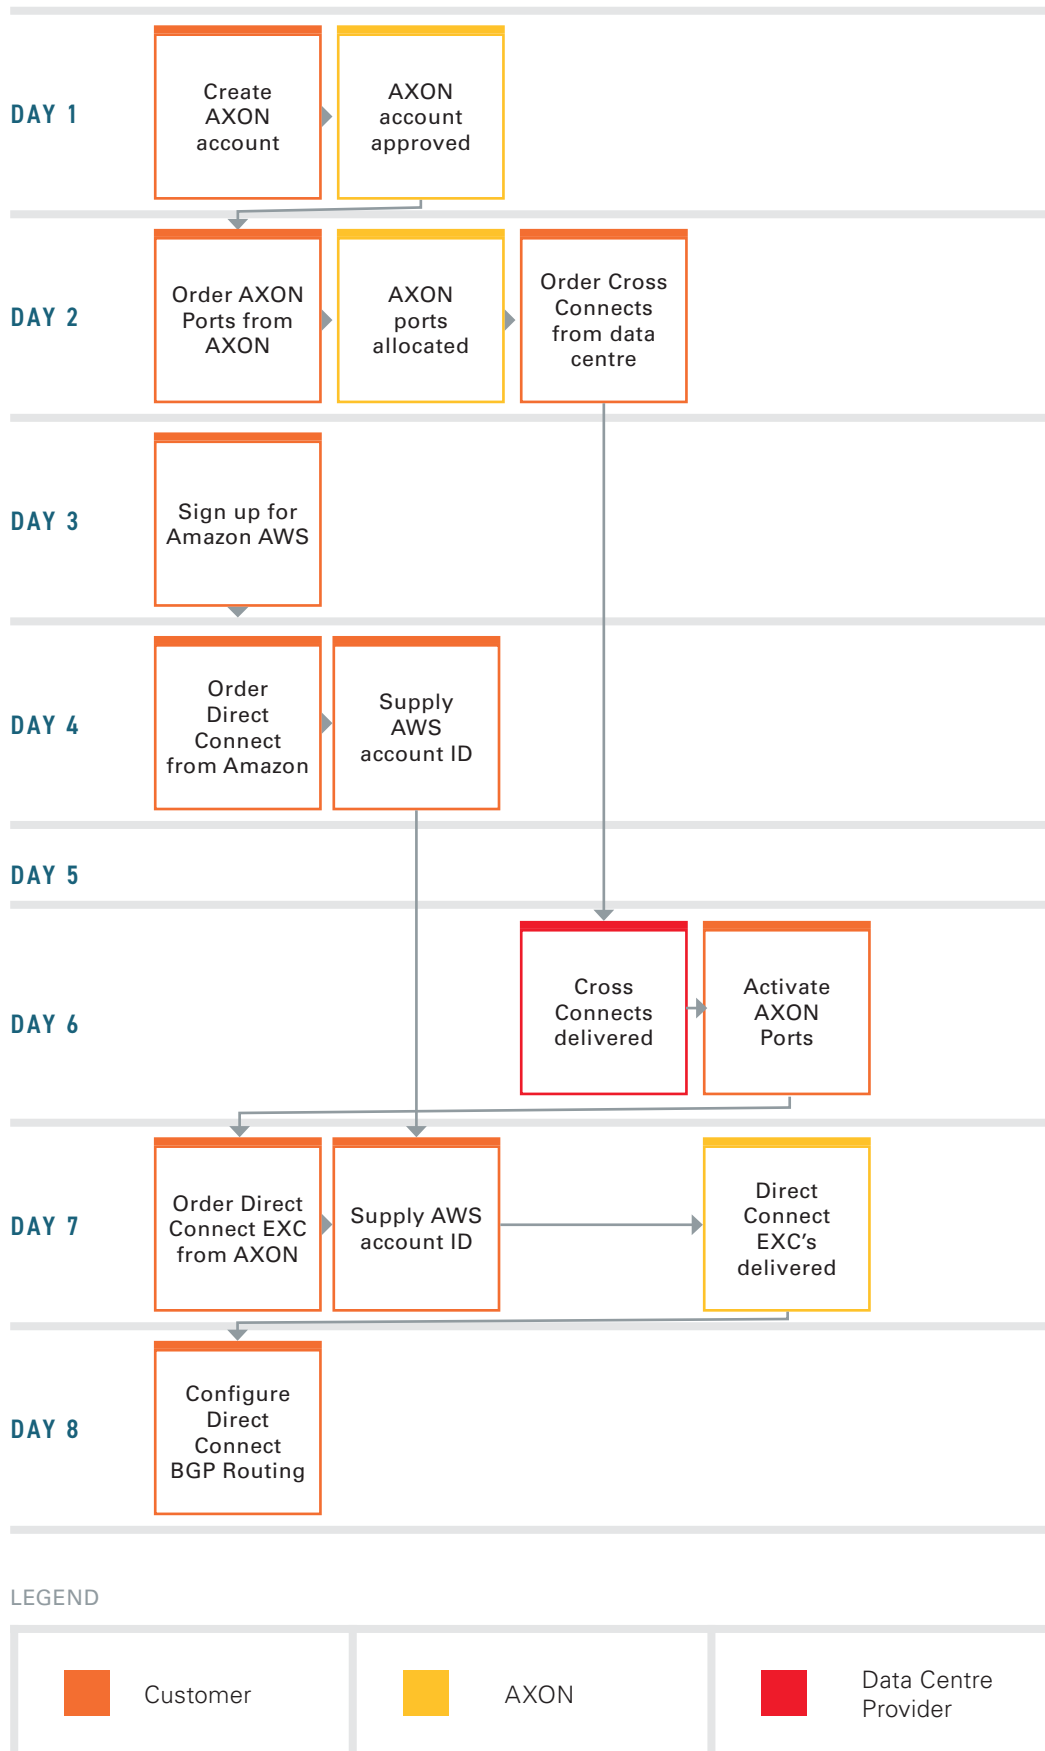 DAY 1
Create
AXON
account
AXON
account
approved
DAY 2
Order AXON
Ports from
AXON
AXON
ports
allocated
Order Cross
Connects
from data
centre
DAY 3
Sign up for
Amazon AWS
DAY 4
Order
Direct
Connect
from Amazon
Supply
AWS
account ID
DAY 5
DAY 6
Cross
Connects
delivered
Activate
AXON
Ports
DAY 7
Order Direct
Connect EXC
from AXON
Supply AWS
account ID
Direct
Connect
EXC's
delivered
DAY 8
Configure
Direct
Connect
BGP Routing
LEGEND
Customer
AXON
Data Centre
Provider